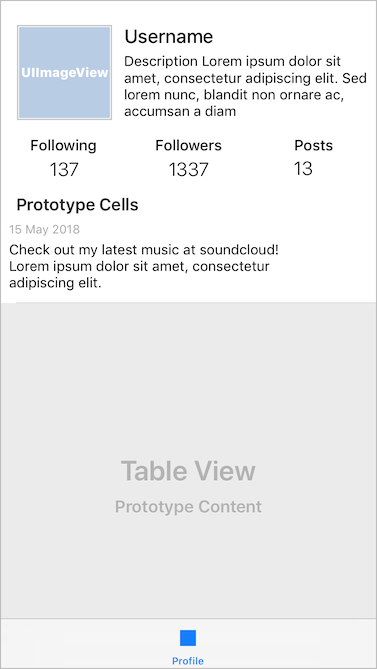 UIImageView
Username
Description Lorem ipsum dolor sit
amet, consectetur adipiscing elit. Sed
lorem nunc, blandit non ornare ac,
accumsan a diam
Following Followers Posts
137 1337 13
Prototype Cells
15 May 2018
Check out my latest music at soundcloud!
Lorem ipsum dolor sit amet, consectetur
adipiscing elit.
Table View
Prototype Content
Profile